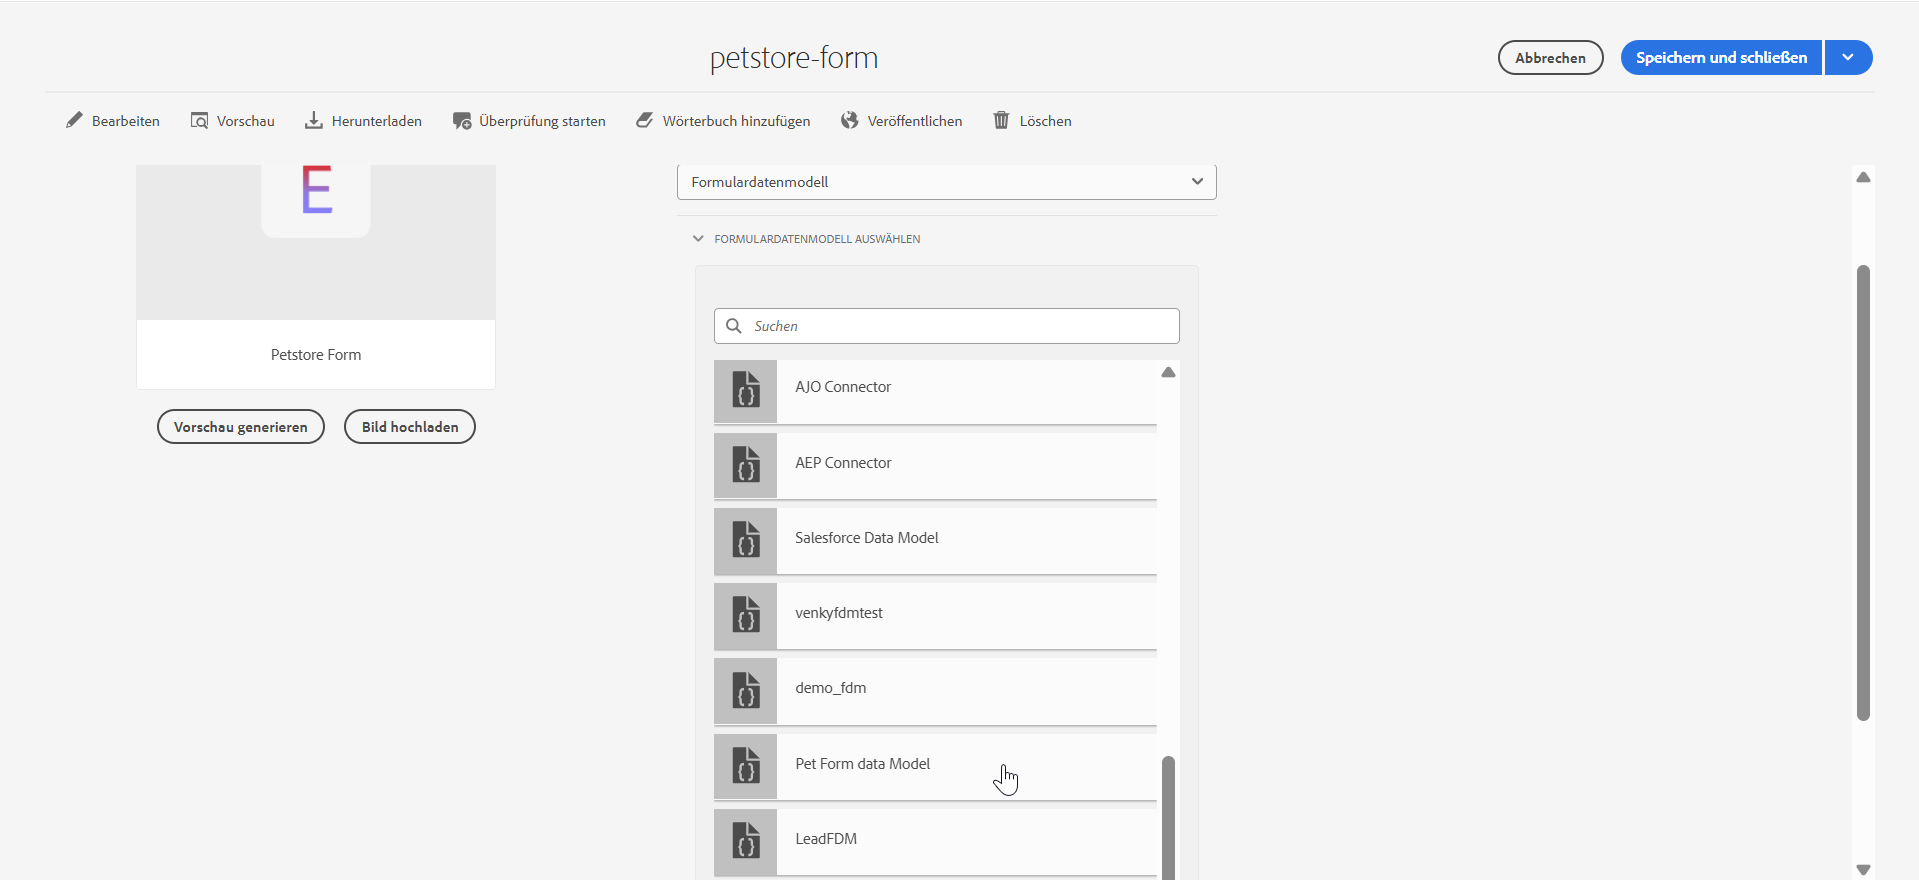 petstore-form
Abbrechen
Speichern und schließen
Bearbeiten
Vorschau
Herunterladen
Überprüfung starten
Wörterbuch hinzufügen
Veröffentlichen
Löschen
E
Petstore Form
Vorschau generieren
Bild hochladen
Formulardatenmodell
FORMULARDATENMODELL AUSWÄHLEN
Suchen
AJO Connector
AEP Connector
Salesforce Data Model
venkyfdmtest
demo_fdm
Pet Form data Model
LeadFDM